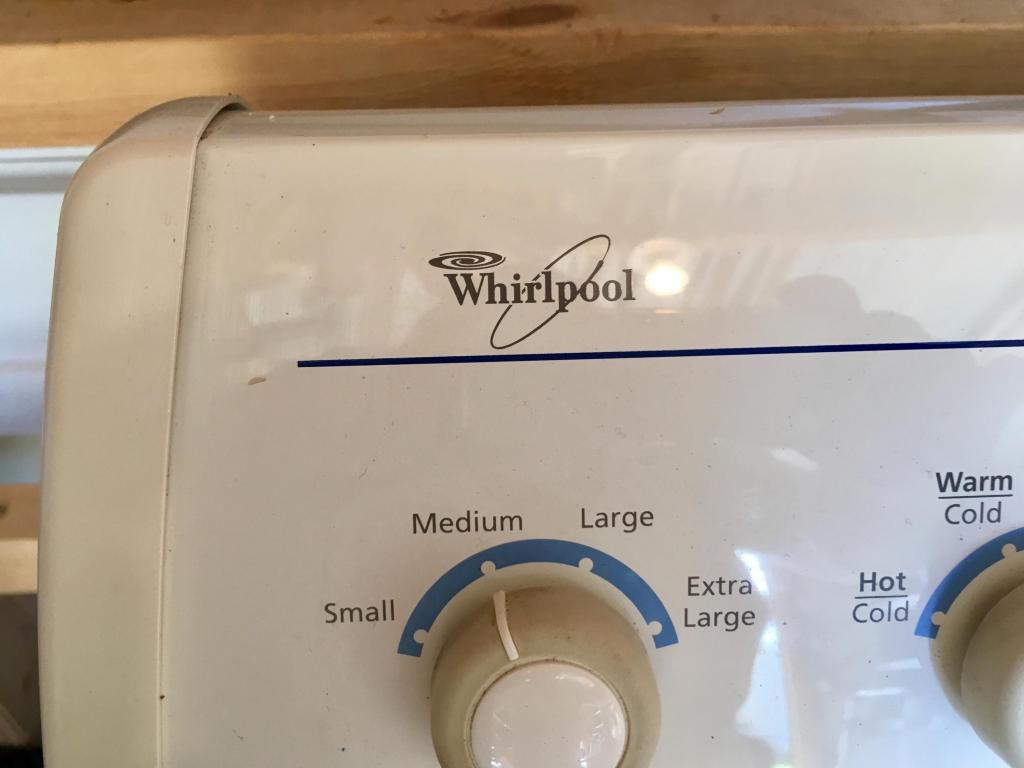 Whirlpool
Medium
Large
Small
Extra
Large
Warm
Cold
Hot
Cold